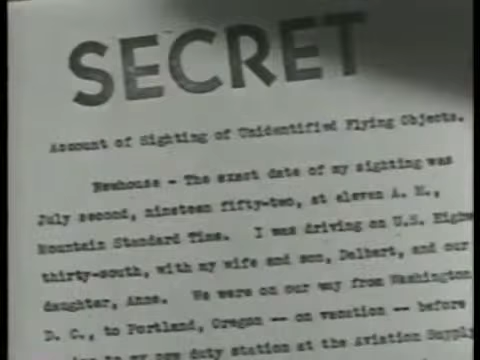 SECRET
Account of Sighting of Unidentified Flying Objects.
Newhouse - The exact date of my sighting was
July second, nineteen fifty-two, at eleven A. M.,
Mountain Standard Time. I was driving on U.S. Highw
thirty-south, with my wife and son, Delbert, and our
daughter, Anne. We were on our way from Washington
D. C., to Portland, Oregon -- on vacation -- before
to my new duty station at the Aviation Supply